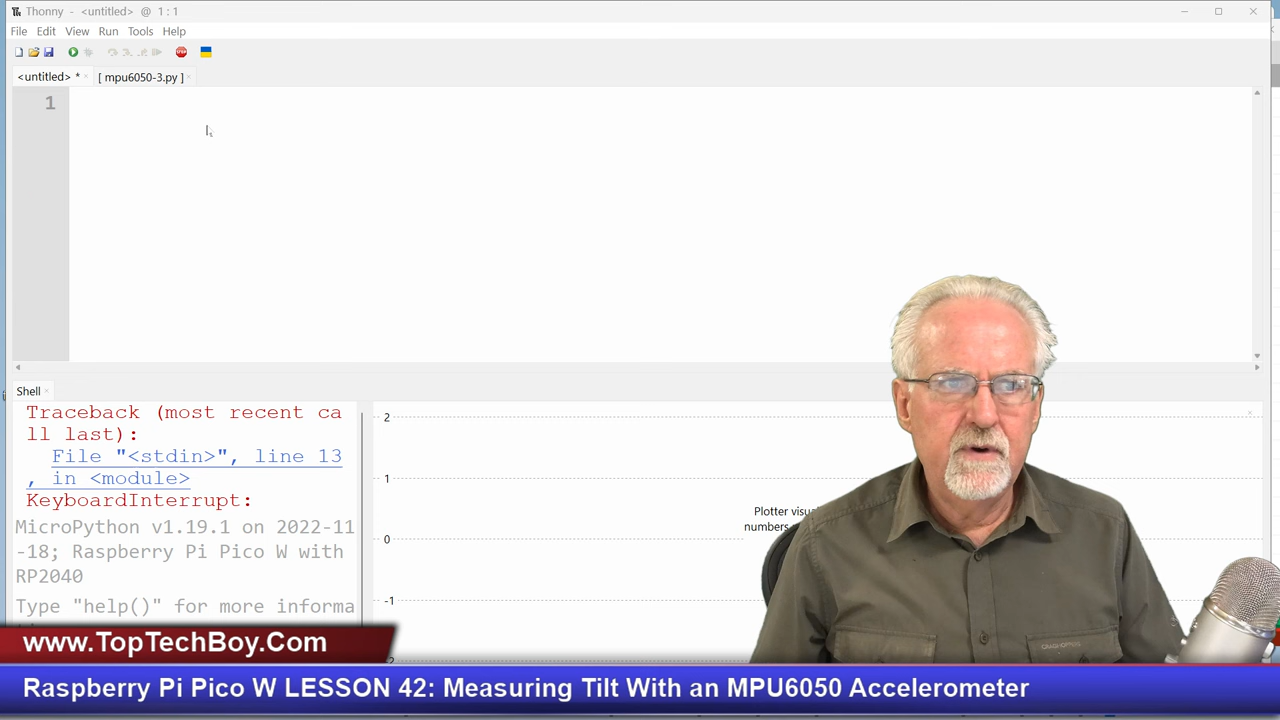 Thonny - <untitled> @ 1 : 1
File Edit View Run Tools Help
<untitled> * [ mpu6050-3.py ]
1
Shell
Traceback (most recent ca
ll last):
File "<stdin>", line 13
, in <module>
KeyboardInterrupt:
MicroPython v1.19.1 on 2022-11
-18; Raspberry Pi Pico W with
RP2040
Type "help()" for more informa
2
1
0
-1
Plotter
numbers
www.TopTechBoy.Com
Raspberry Pi Pico W LESSON 42: Measuring Tilt With an MPU6050 Accelerometer